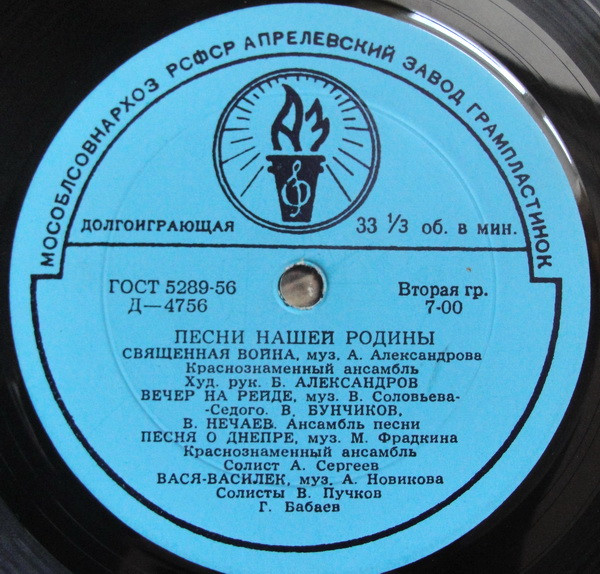 МОСОБЛСОВНАРХОЗ РСФСР АПРЕЛЕВСКИЙ ЗАВОД ГРАМПЛАСТИНОК
АЗ
ДОЛГОИГРАЮЩАЯ 33 1/3 об. в мин.
ГОСТ 5289-56 Вторая гр.
Д—4756 7-00
ПЕСНИ НАШЕЙ РОДИНЫ
СВЯЩЕННАЯ ВОЙНА, муз. А. Александрова
Краснознаменный ансамбль
Худ. рук. Б. АЛЕКСАНДРОВ
ВЕЧЕР НА РЕЙДЕ, муз. В. Соловьева-
-Седого. В. БУНЧИКОВ,
В. НЕЧАЕВ. Ансамбль песни
ПЕСНЯ О ДНЕПРЕ, муз. М. Фрадкина
Краснознаменный ансамбль
Солист А. Сергеев
ВАСЯ-ВАСИЛЕК, муз. А. Новикова
Солисты В. Пучков
Г. Бабаев